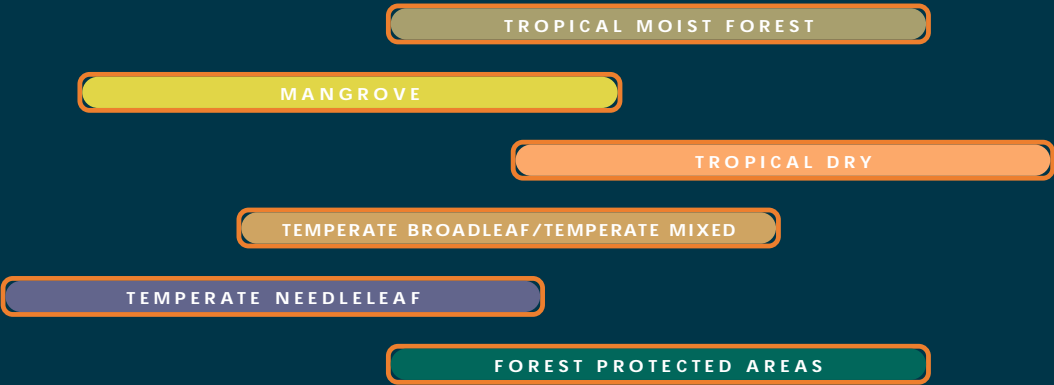 TROPICAL MOIST FOREST
MANGROVE
TROPICAL DRY
TEMPERATE BROADLEAF/TEMPERATE MIXED
TEMPERATE NEEDLELEAF
FOREST PROTECTED AREAS